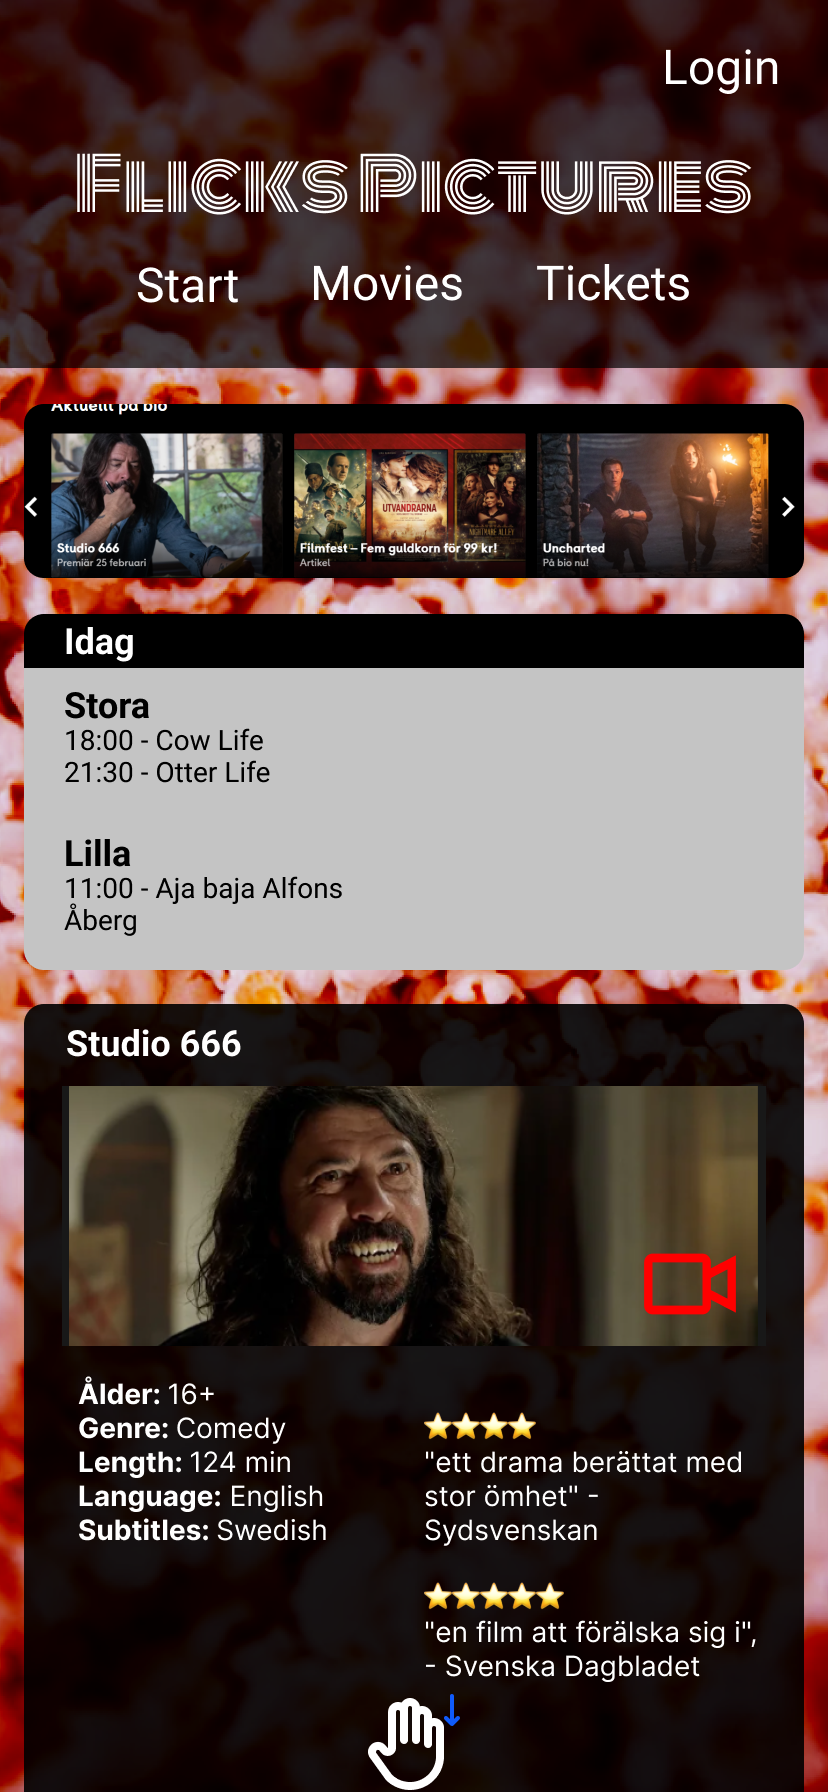 Login
FLICKS PICTURES
Start Movies Tickets
Aktuellt på bio
UTVANDRARNA
NIGHTMARE ALLEY
Studio 666
Premiär 25 februari
Filmfest – Fem guldkorn för 99 kr!
Artikel
Uncharted
På bio nu!
Idag
Stora
18:00 - Cow Life
21:30 - Otter Life
Lilla
11:00 - Aja baja Alfons
Åberg
Studio 666
Ålder: 16+
Genre: Comedy
Length: 124 min
Language: English
Subtitles: Swedish
"ett drama berättat med
stor ömhet" -
Sydsvenskan
"en film att förälska sig i",
- Svenska Dagbladet